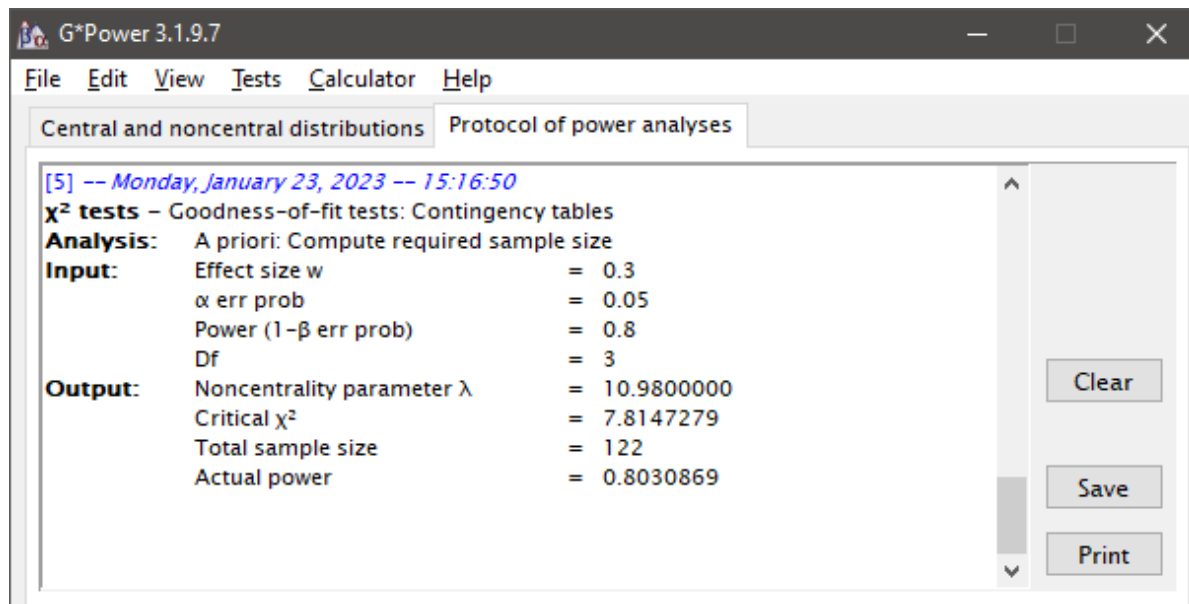 G*Power 3.1.9.7
File Edit View Tests Calculator Help
Central and noncentral distributions Protocol of power analyses
[5] -- Monday, January 23, 2023 -- 15:16:50
χ² tests – Goodness-of-fit tests: Contingency tables
Analysis: A priori: Compute required sample size
Input: Effect size w = 0.3
α err prob = 0.05
Power (1-β err prob) = 0.8
Df = 3
Output: Noncentrality parameter λ = 10.9800000
Critical χ² = 7.8147279
Total sample size = 122
Actual power = 0.8030869
Clear
Save
Print